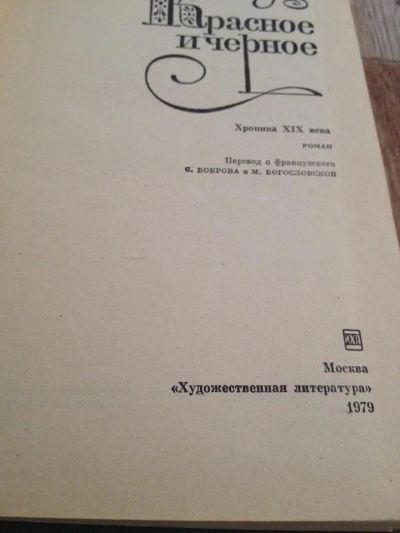 Красное
и черное
Хроника XIX века
РОМАН
Перевод с французского
С. БОБРОВА и М. БОГОСЛОВСКОЙ
Москва
«Художественная литература»
1979